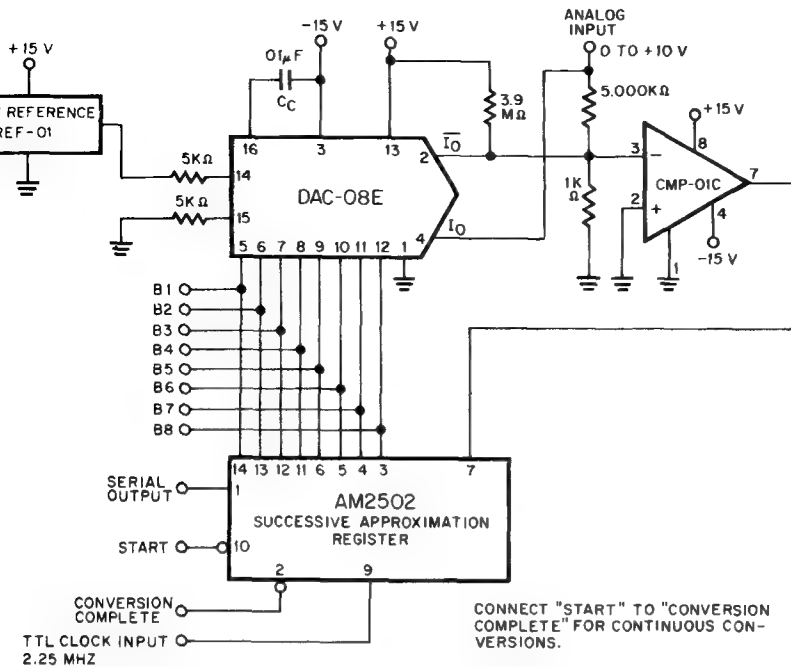 ANALOG
INPUT
0 TO +10 V
-15 V
+15 V
+15 V
01µF
CC
3.9
MΩ
5.000KΩ
+15V
REFERENCE
REF-01
16
3
13
2
IO
3
8
7
5KΩ
14
DAC-08E
1K
Ω
CMP-01C
2
4
5KΩ
15
4
IO
-15 V
1
5 6 7 8 9 10 11 12 1
B1
B2
B3
B4
B5
B6
B7
B8
14 13 12 11 6 5 4 3 7
SERIAL
OUTPUT
1
AM2502
SUCCESSIVE APPROXIMATION
REGISTER
START
10
2
9
CONVERSION
COMPLETE
TTL CLOCK INPUT
2.25 MHZ
CONNECT "START" TO "CONVERSION
COMPLETE" FOR CONTINUOUS CON-
VERSIONS.